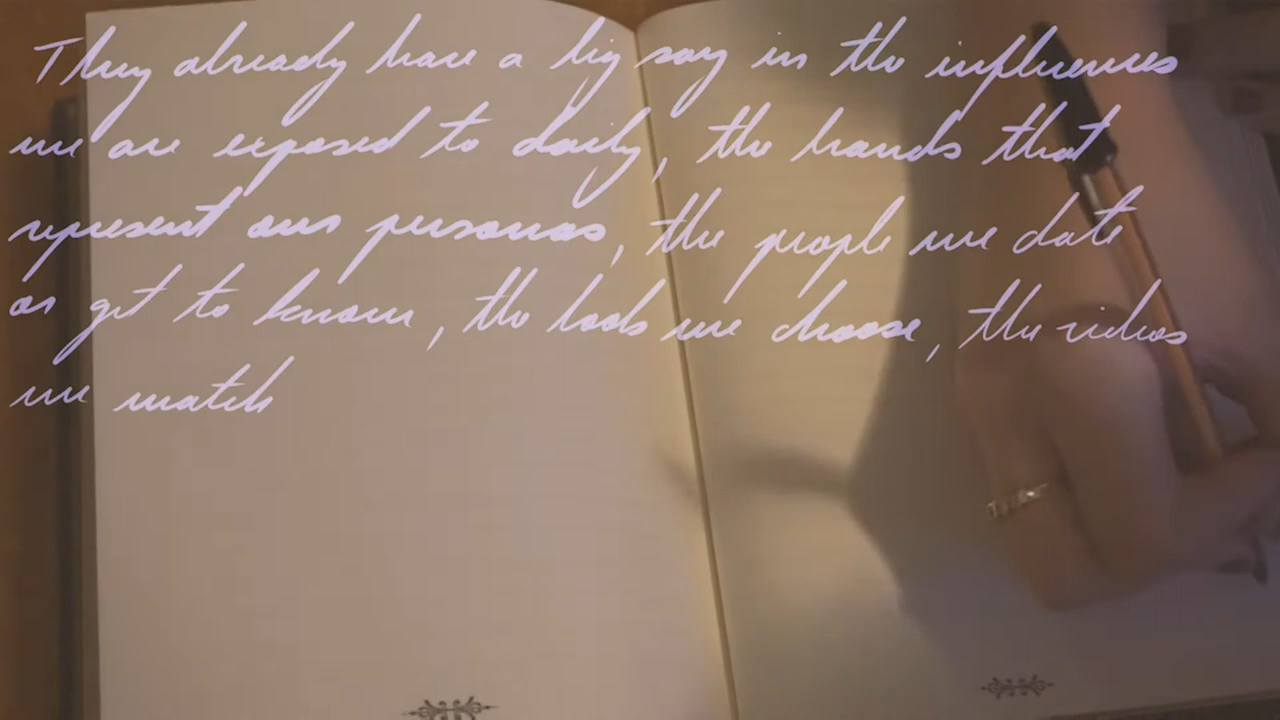 They already have a big say in the influences
we are exposed to daily, the brands that
represent our personas, the people we date
or get to know, the looks we choose, the videos
we watch